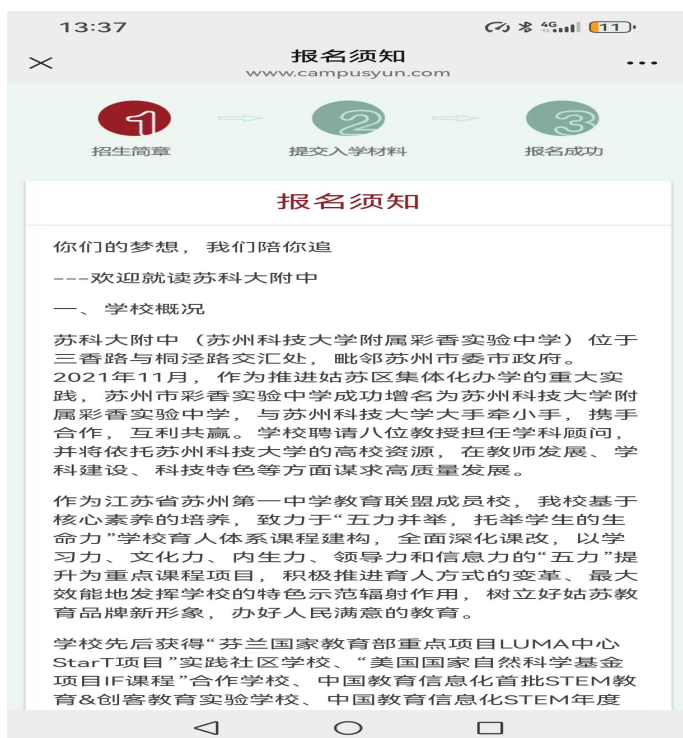 13:37
4G
11
报名须知
www.campusyun.com
1
2
3
招生简章
提交入学材料
报名成功
报名须知
你们的梦想，我们陪你追
---欢迎就读苏科大附中
一、学校概况
苏科大附中（苏州科技大学附属彩香实验中学）位于
三香路与桐泾路交汇处，毗邻苏州市委市政府。
2021年11月，作为推进姑苏区集体化办学的重大实
践，苏州市彩香实验中学成功增名为苏州科技大学附
属彩香实验中学，与苏州科技大学大手牵小手，携手
合作，互利共赢。学校聘请八位教授担任学科顾问，
并将依托苏州科技大学的高校资源，在教师发展、学
科建设、科技特色等方面谋求高质量发展。
作为江苏省苏州第一中学教育联盟成员校，我校基于
核心素养的培养，致力于“五力并举，托举学生的生
命力”学校育人体系课程建构，全面深化课改，以学
习力、文化力、内生力、领导力和信息力的“五力”提
升为重点课程项目，积极推进育人方式的变革、最大
效能地发挥学校的特色示范辐射作用，树立好姑苏教
育品牌新形象，办好人民满意的教育。
学校先后获得“芬兰国家教育部重点项目LUMA中心
StarT项目”实践社区学校、“美国国家自然科学基金
项目IF课程”合作学校、中国教育信息化首批STEM教
育&创客教育实验学校、中国教育信息化STEM年度